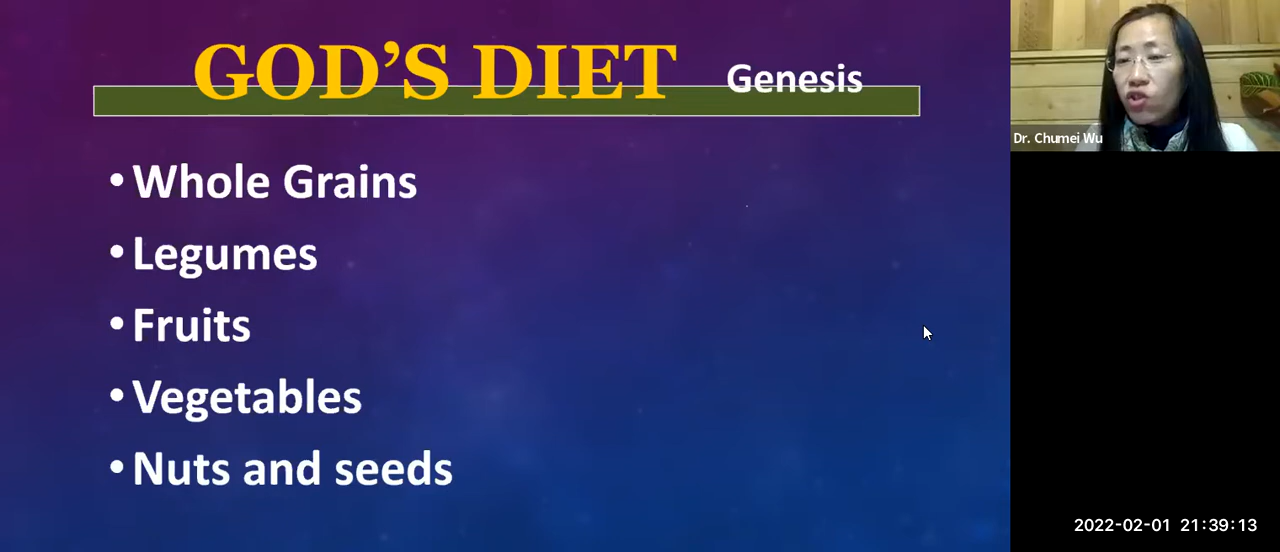 GOD'S DIET Genesis
• Whole Grains
• Legumes
• Fruits
• Vegetables
• Nuts and seeds
Dr. Chumei Wu
2022-02-01 21:39:13